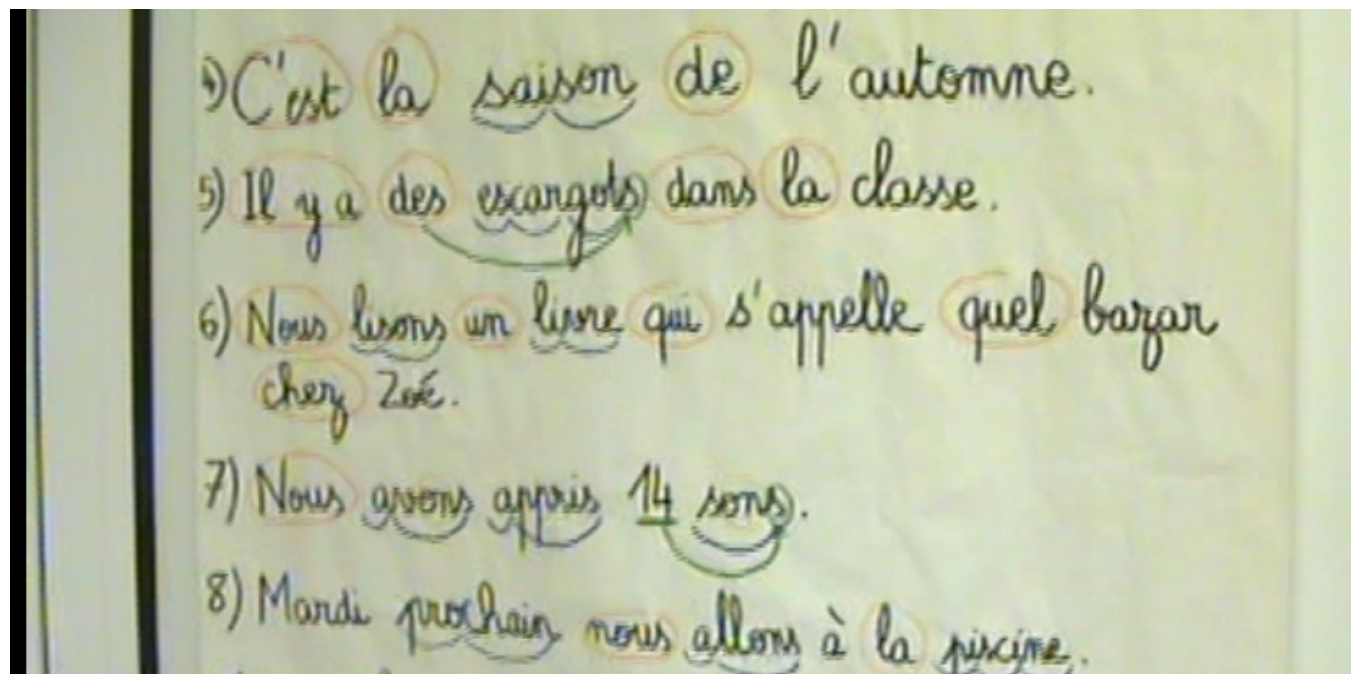 4) C'est la saison de l'automne.
5) Il y a des escargots dans la classe.
6) Nous lisons un livre qui s'appelle quel bazar
chez Zoé.
7) Nous avons appris 14 sons.
8) Mardi prochain nous allons à la piscine.